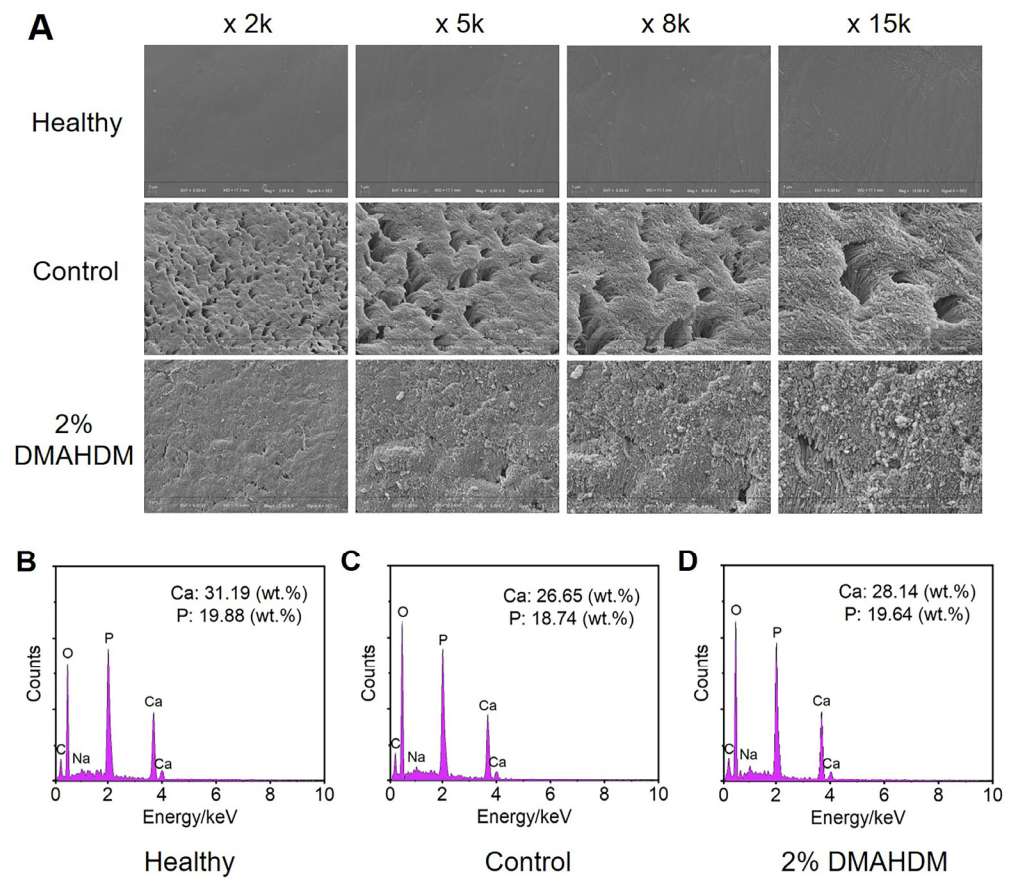 A
x 2k
x 5k
x 8k
x 15k
Healthy
Control
2%
DMAHDM
B
Ca: 31.19 (wt.%)
P: 19.88 (wt.%)
O
P
Ca
C
Na
Ca
Counts
0
2
4
6
8
10
Energy/keV
Healthy
C
Ca: 26.65 (wt.%)
P: 18.74 (wt.%)
O
P
Ca
C
Na
Ca
Counts
0
2
4
6
8
10
Energy/keV
Control
D
Ca: 28.14 (wt.%)
P: 19.64 (wt.%)
O
P
Ca
C
Na
Ca
Counts
0
2
4
6
8
10
Energy/keV
2% DMAHDM